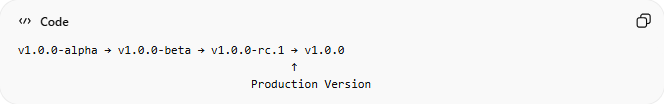 Code
v1.0.0-alpha → v1.0.0-beta → v1.0.0-rc.1 → v1.0.0
↑
Production Version